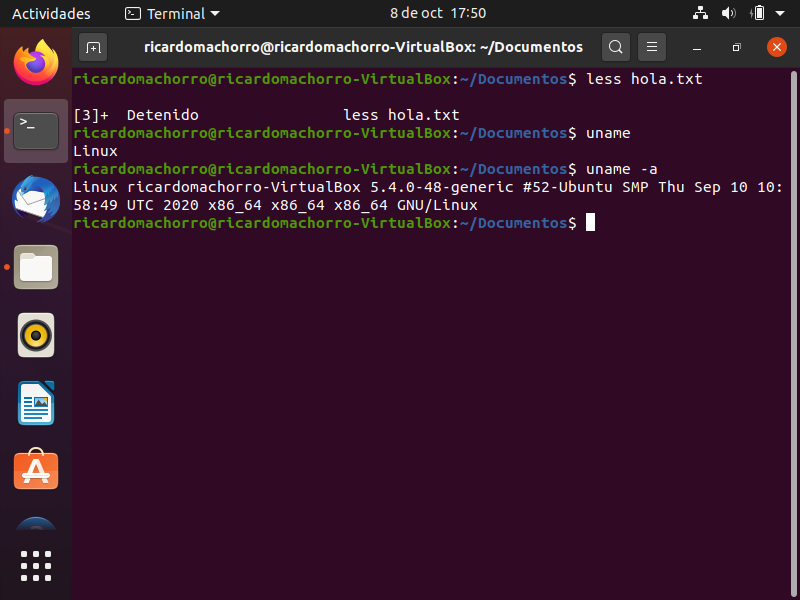 Actividades Terminal 8 de oct 17:50
ricardomachorro@ricardomachorro-VirtualBox: ~/Documentos
ricardomachorro@ricardomachorro-VirtualBox:~/Documentos$ less hola.txt
[3]+  Detenido                less hola.txt
ricardomachorro@ricardomachorro-VirtualBox:~/Documentos$ uname
Linux
ricardomachorro@ricardomachorro-VirtualBox:~/Documentos$ uname -a
Linux ricardomachorro-VirtualBox 5.4.0-48-generic #52-Ubuntu SMP Thu Sep 10 10:
58:49 UTC 2020 x86_64 x86_64 x86_64 GNU/Linux
ricardomachorro@ricardomachorro-VirtualBox:~/Documentos$